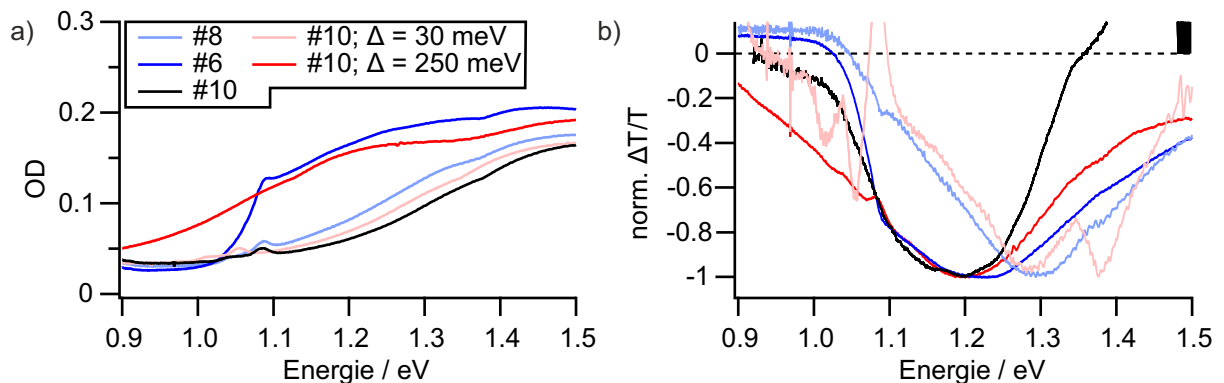 a)
0.3
0.2
0.1
0
OD
#8
#6
#10
#10; Δ = 30 meV
#10; Δ = 250 meV
0.9 1.0 1.1 1.2 1.3 1.4 1.5
Energie / eV
b)
0
-0.2
-0.4
-0.6
-0.8
-1
norm. ΔT/T
0.9 1.0 1.1 1.2 1.3 1.4 1.5
Energie / eV